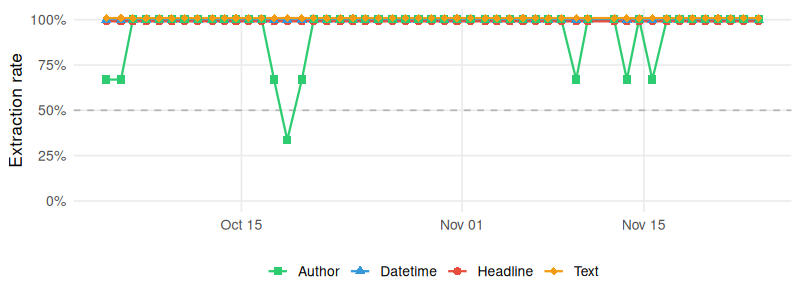 Extraction rate
100%
75%
50%
25%
0%
Oct 15 Nov 01 Nov 15
Author Datetime Headline Text